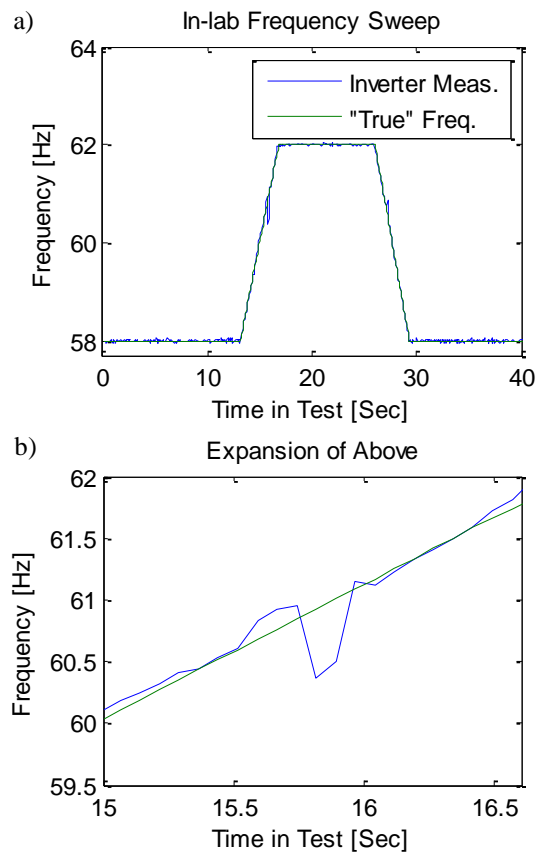 a)
In-lab Frequency Sweep
Inverter Meas.
"True" Freq.
Frequency [Hz]
62
60
58
0
10
20
30
40
Time in Test [Sec]
b)
Expansion of Above
Frequency [Hz]
62
61.5
61
60.5
60
59.5
15
15.5
16
16.5
Time in Test [Sec]